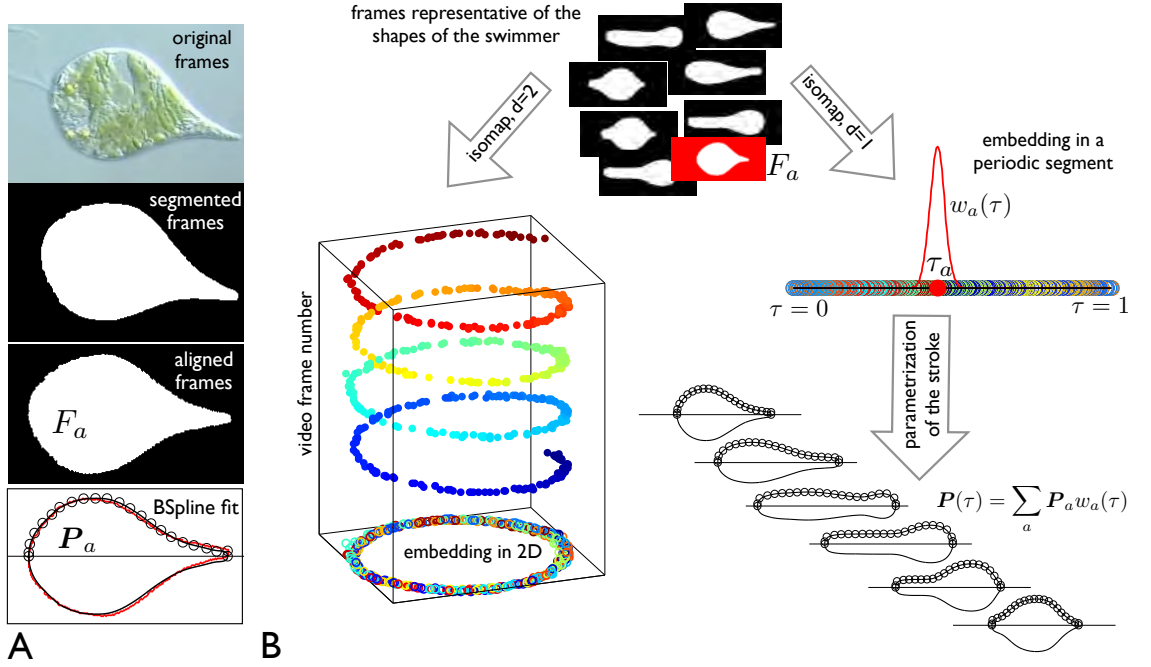 original
frames
segmented
frames
aligned
frames
F_a
BSpline fit
P_a
A
frames representative of the
shapes of the swimmer
isomap, d=2
isomap, d=1
F_a
embedding in a
periodic segment
w_a(τ)
τ_a
τ = 0
τ = 1
video frame number
embedding in 2D
parametrization
of the stroke
P(τ) = ∑_a P_a w_a(τ)
B